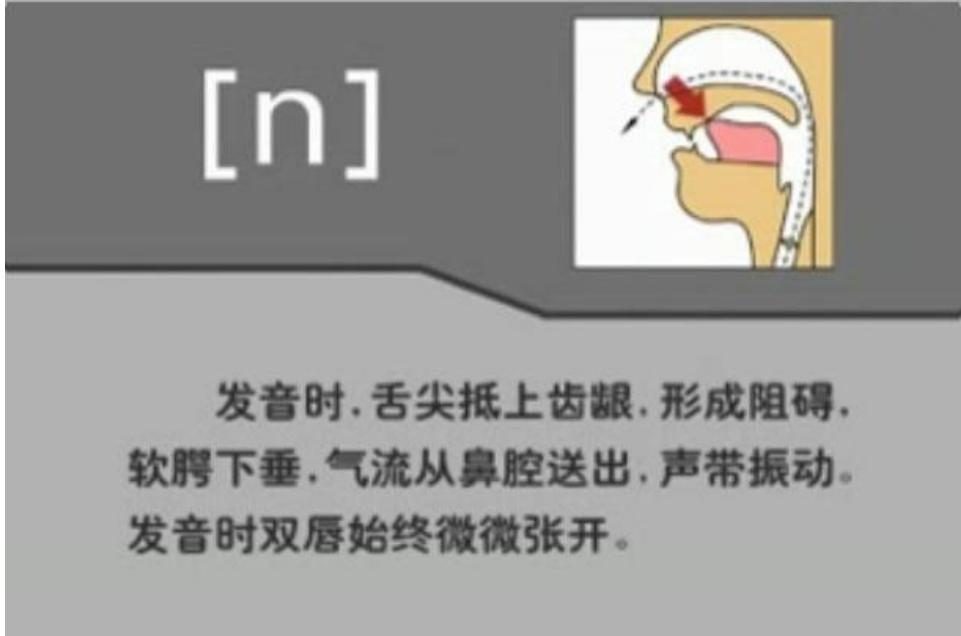 [n]
发音时,舌尖抵上齿龈,形成阻碍,
软腭下垂,气流从鼻腔送出,声带振动。
发音时双唇始终微微张开。